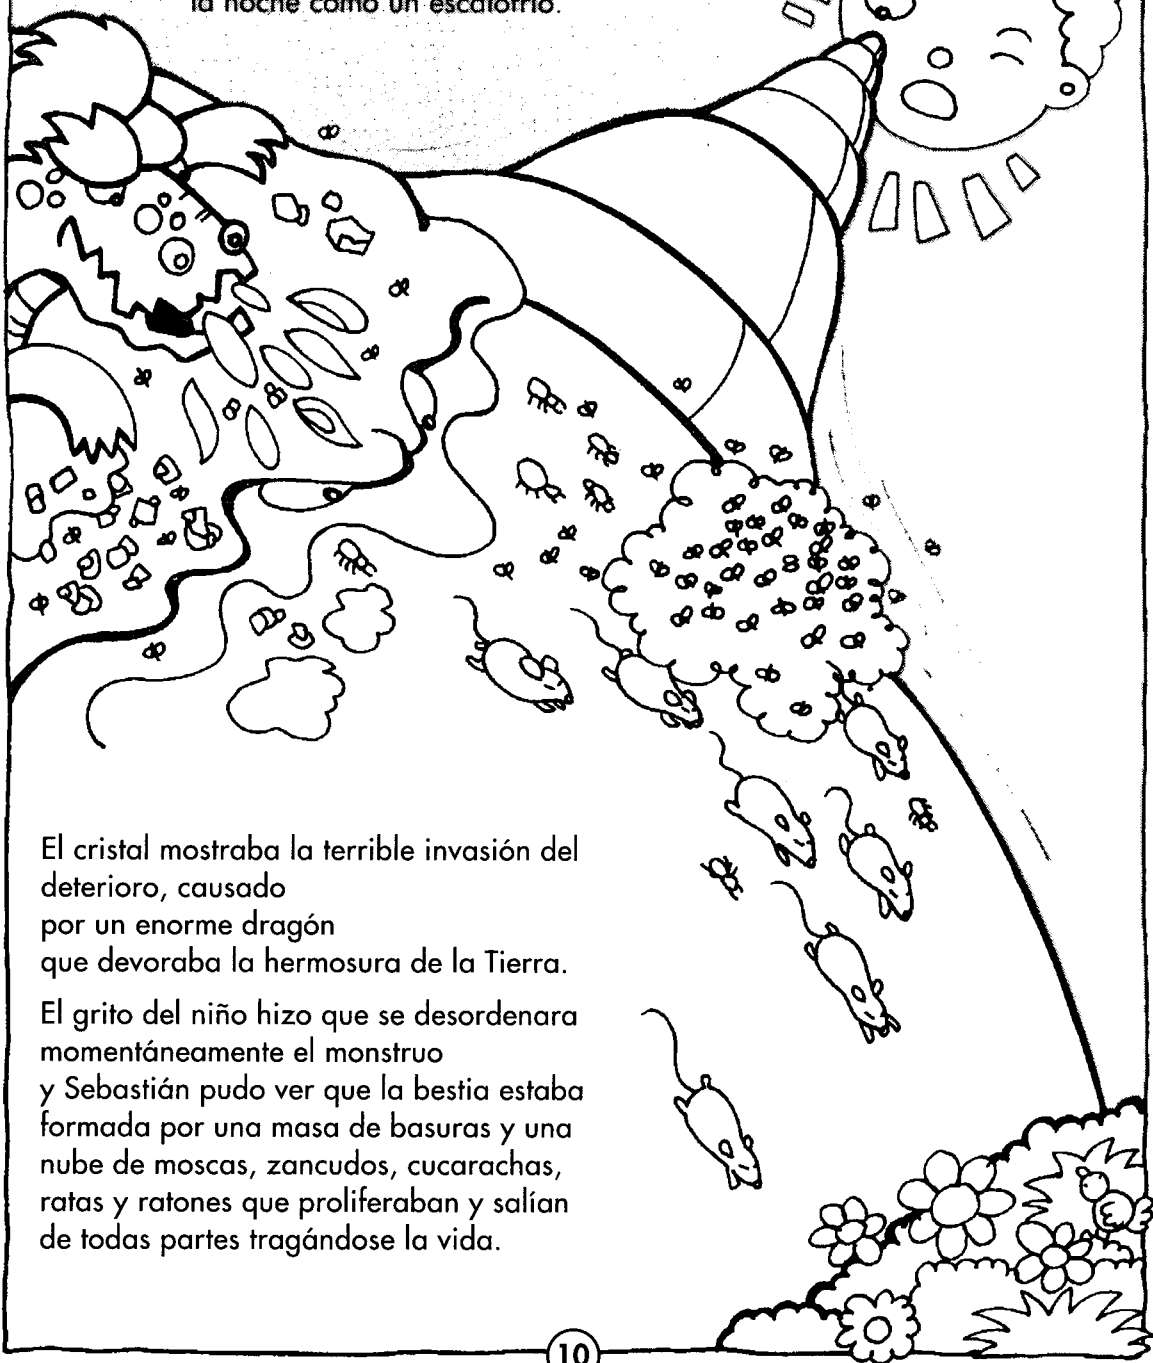 la noche como un escalofrío.
El cristal mostraba la terrible invasión del
deterioro, causado
por un enorme dragón
que devoraba la hermosura de la Tierra.
El grito del niño hizo que se desordenara
momentáneamente el monstruo
y Sebastián pudo ver que la bestia estaba
formada por una masa de basuras y una
nube de moscas, zancudos, cucarachas,
ratas y ratones que proliferaban y salían
de todas partes tragándose la vida.
10